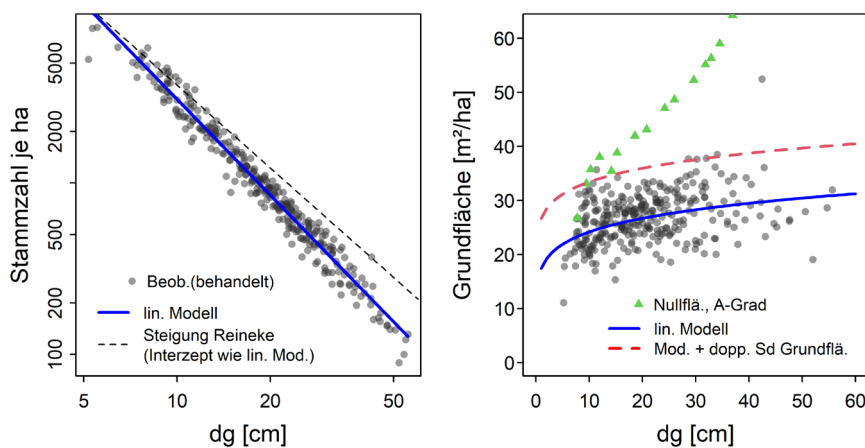 Stammzahl je ha
5000
2000
1000
500
200
100
Beob.(behandelt)
lin. Modell
Steigung Reineke
(Interzept wie lin. Mod.)
5
10
20
50
dg [cm]
Grundfläche [m²/ha]
60
50
40
30
20
10
0
Nullflä., A-Grad
lin. Modell
Mod. + dopp. Sd Grundflä.
0
10
20
30
40
50
60
dg [cm]